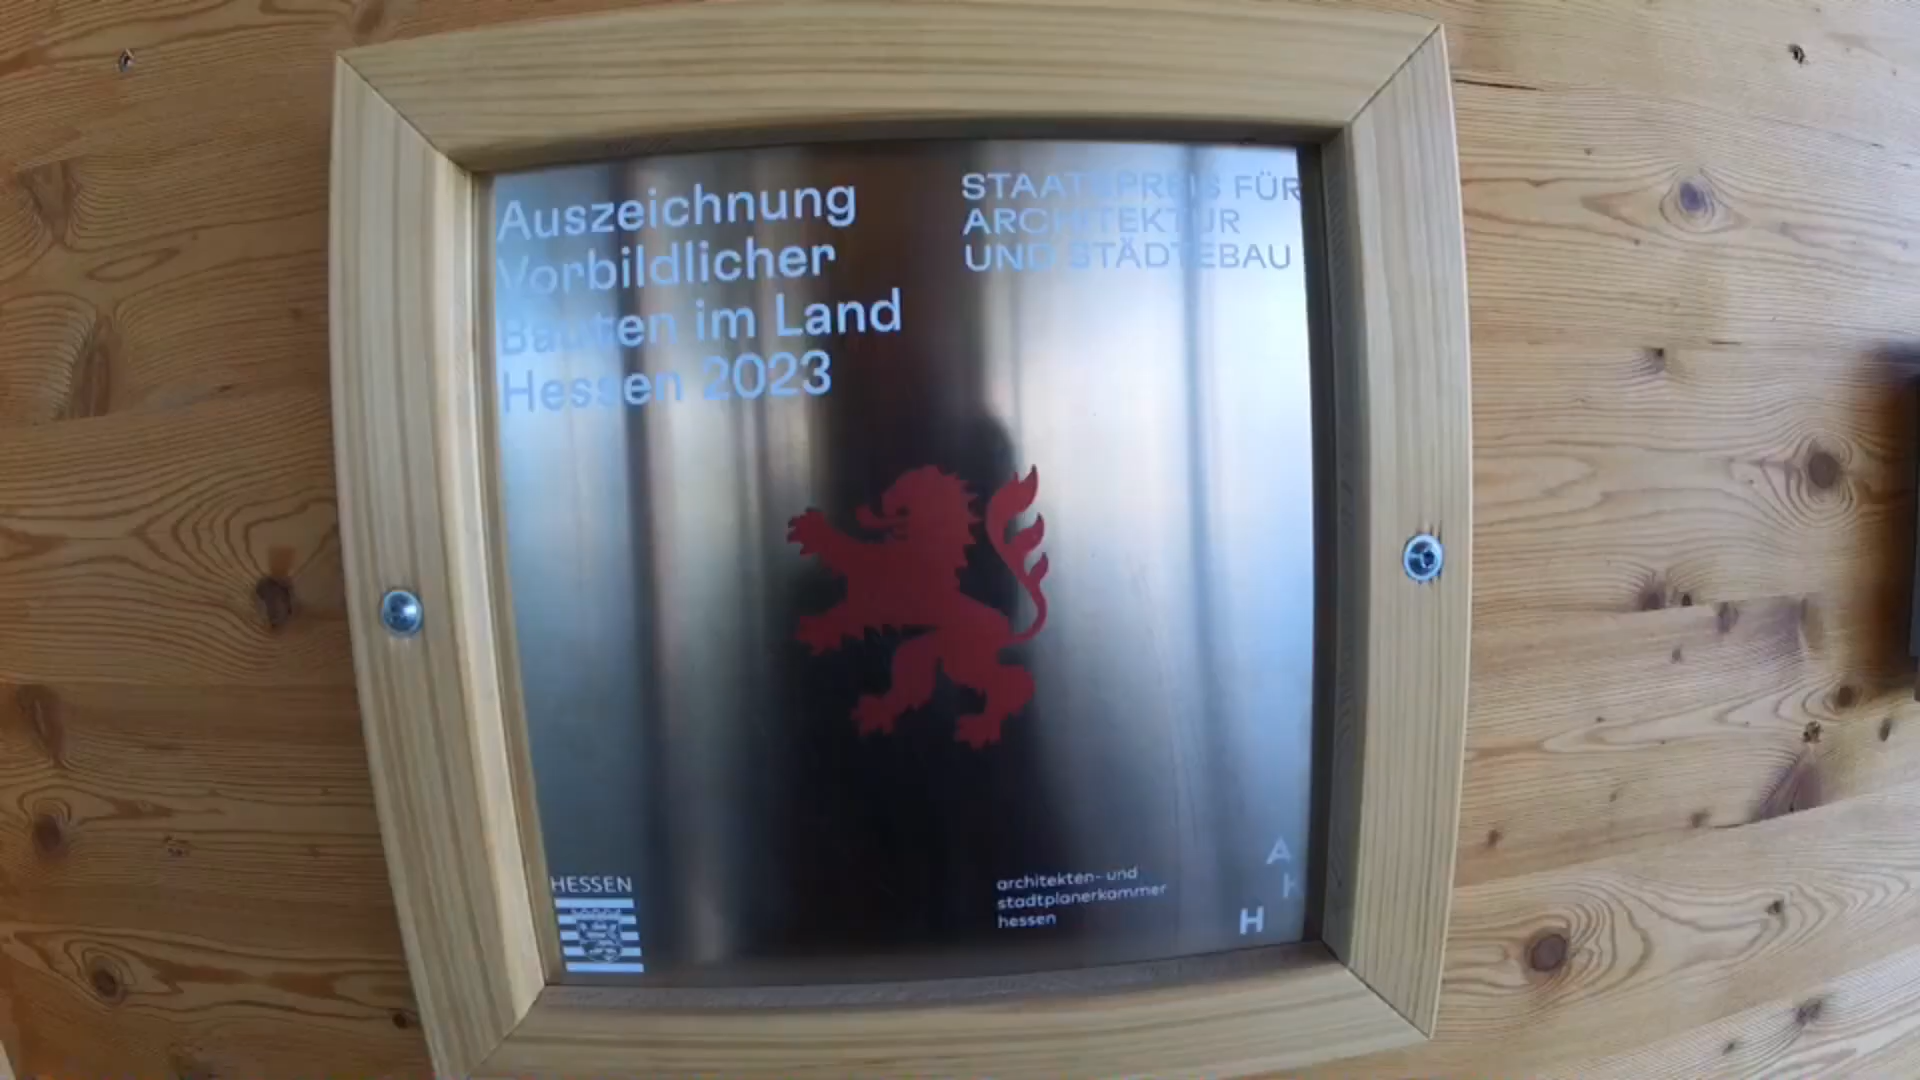 Auszeichnung
Vorbildlicher
Bauten im Land
Hessen 2023
STAATSPREIS FÜR
ARCHITEKTUR
UND STÄDTEBAU
HESSEN
architekten- und
stadtplanerkammer
hessen
A
K
H